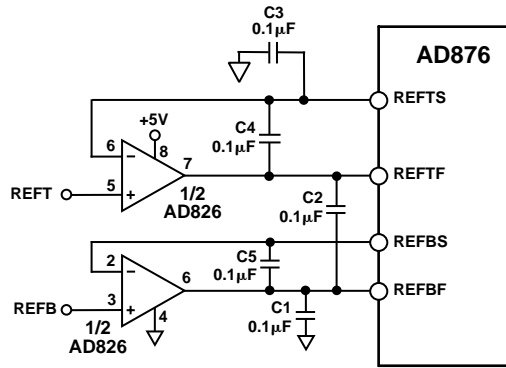 C3
0.1µF
AD876
REFTS
+5V
C4
0.1µF
6
8
7
REFTF
REFT
5
1/2
AD826
C2
0.1µF
2
REFBS
C5
0.1µF
6
REFBF
REFB
3
4
C1
0.1µF
1/2
AD826